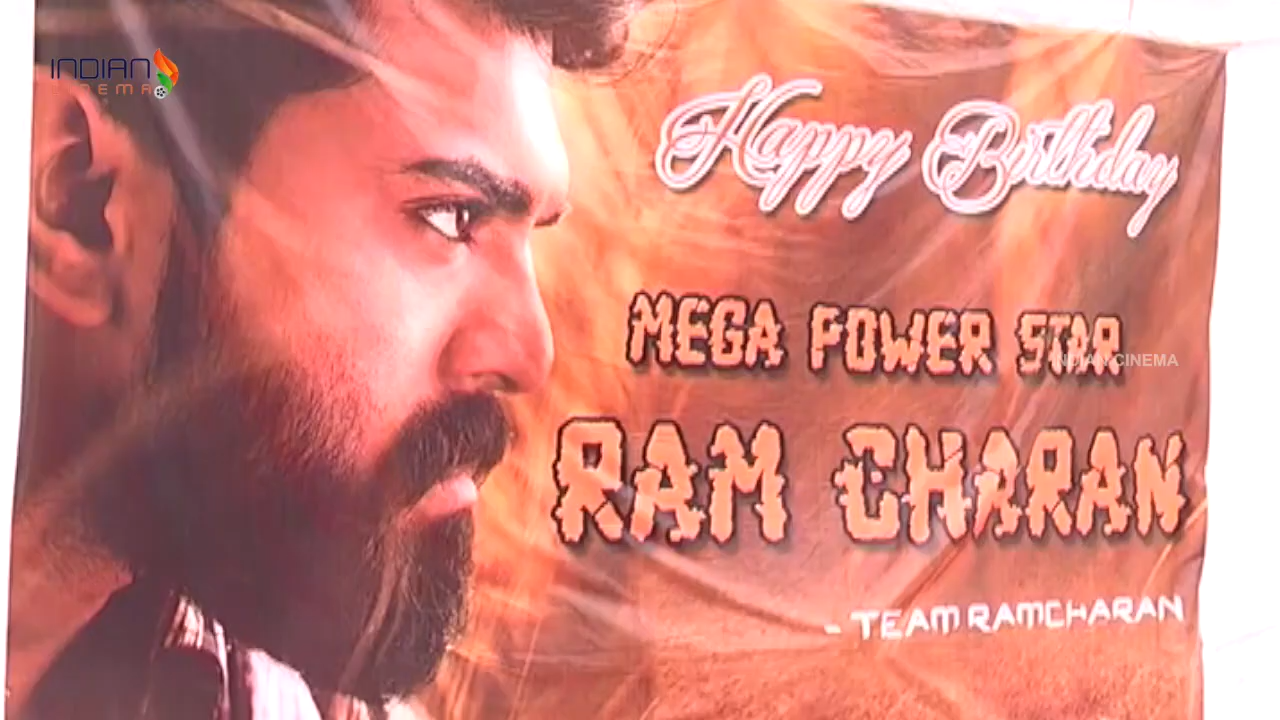 INDIAN
CINEMA
Happy Birthday
MEGA POWER STAR
INDIAN CINEMA
RAM CHARAN
- TEAM RAMCHARAN